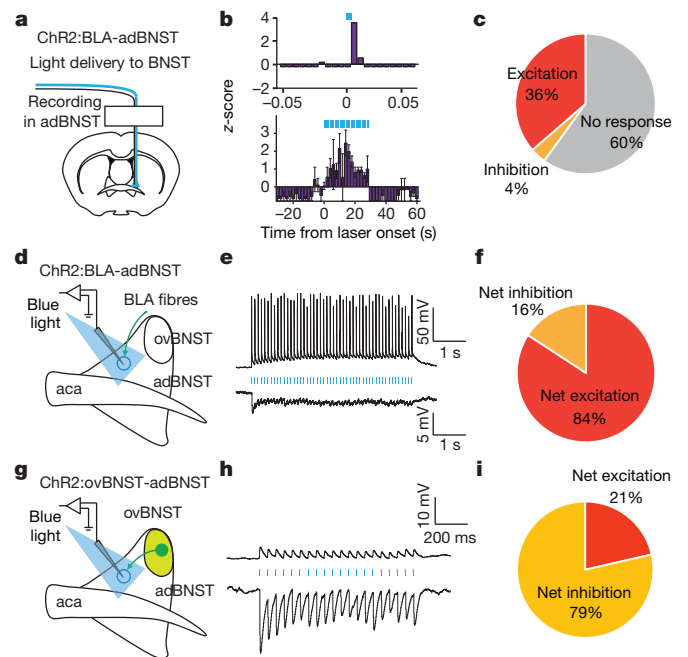 a
ChR2:BLA-adBNST
Light delivery to BNST
Recording
in adBNST
b
z-score
4
2
0
−2
−0.05
0
0.05
3
2
1
0
−20
0
20
40
60
Time from laser onset (s)
c
Excitation
36%
No response
60%
Inhibition
4%
d
ChR2:BLA-adBNST
Blue
light
BLA fibres
ovBNST
adBNST
aca
e
50 mV
1 s
5 mV
1 s
f
Net inhibition
16%
Net excitation
84%
g
ChR2:ovBNST-adBNST
Blue
light
ovBNST
adBNST
aca
h
10 mV
200 ms
i
Net excitation
21%
Net inhibition
79%